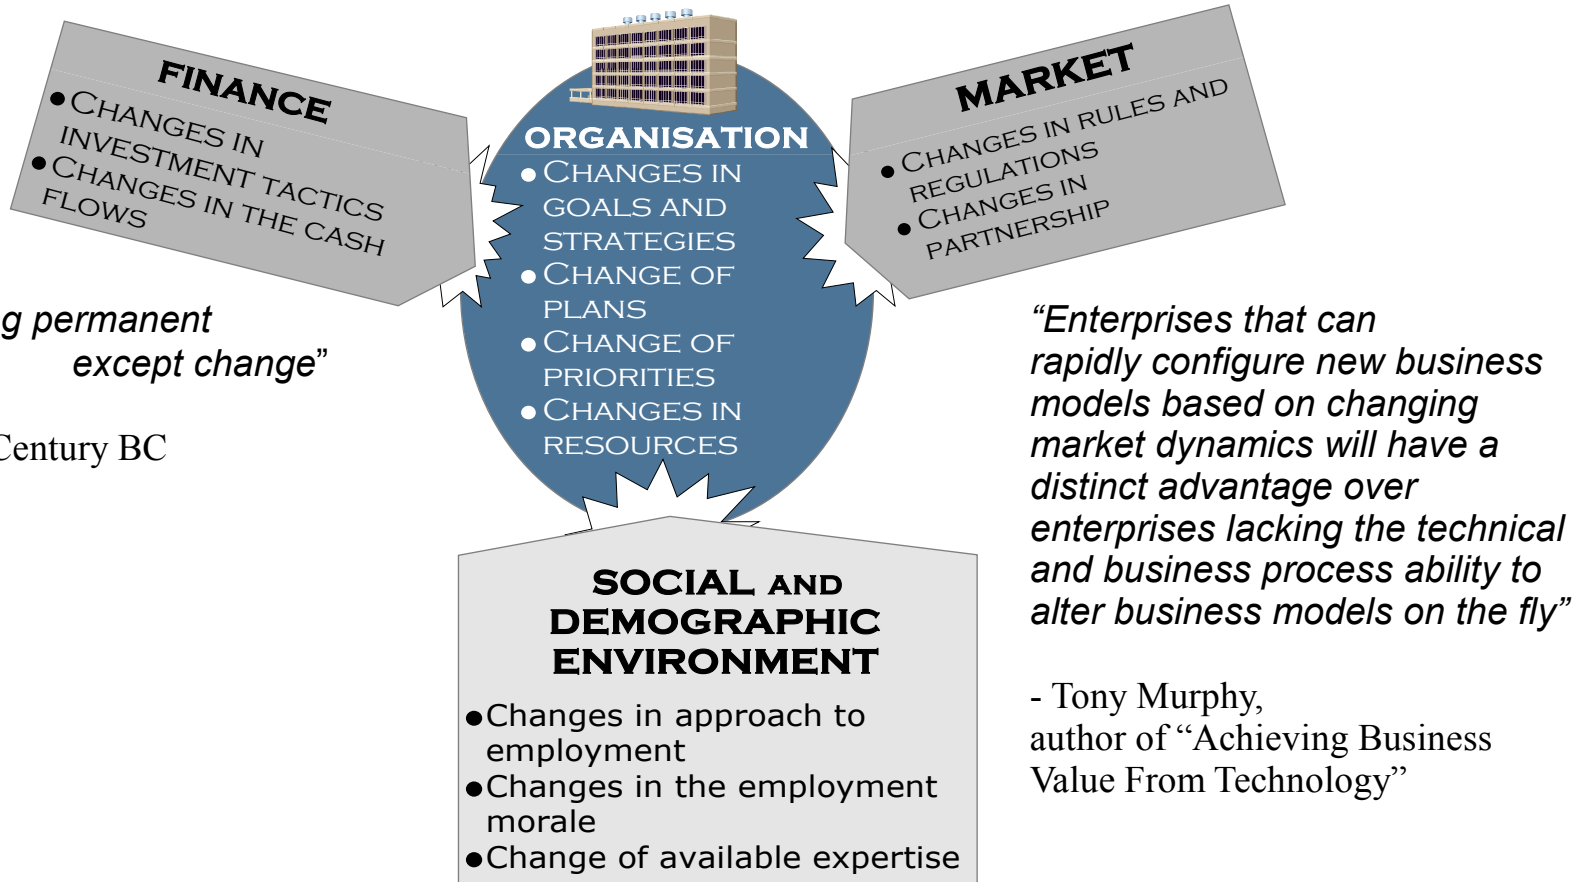 FINANCE
● CHANGES IN
INVESTMENT TACTICS
● CHANGES IN THE CASH
FLOWS
ORGANISATION
● CHANGES IN
GOALS AND
STRATEGIES
● CHANGE OF
PLANS
● CHANGE OF
PRIORITIES
● CHANGES IN
RESOURCES
MARKET
● CHANGES IN RULES AND
REGULATIONS
● CHANGES IN
PARTNERSHIP
g permanent
except change”
Century BC
“Enterprises that can
rapidly configure new business
models based on changing
market dynamics will have a
distinct advantage over
enterprises lacking the technical
and business process ability to
alter business models on the fly”
- Tony Murphy,
author of “Achieving Business
Value From Technology”
SOCIAL AND
DEMOGRAPHIC
ENVIRONMENT
● Changes in approach to
employment
● Changes in the employment
morale
● Change of available expertise